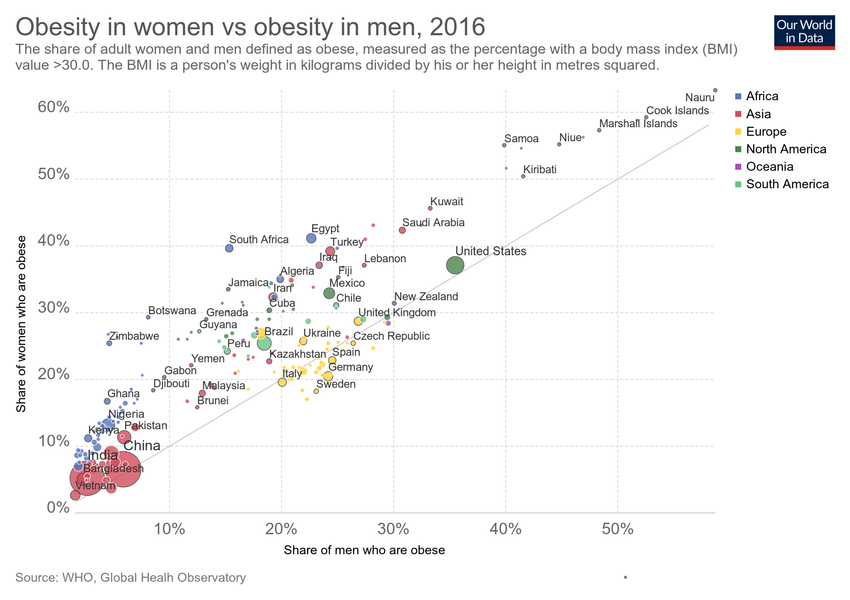 Obesity in women vs obesity in men, 2016
Our World
in Data
The share of adult women and men defined as obese, measured as the percentage with a body mass index (BMI)
value >30.0. The BMI is a person's weight in kilograms divided by his or her height in metres squared.
Africa
Asia
Europe
North America
Oceania
South America
Share of women who are obese
60%
50%
40%
30%
20%
10%
0%
Nauru
Cook Islands
Marshall Islands
Samoa
Niue
Kiribati
Kuwait
Saudi Arabia
Egypt
South Africa
Turkey
United States
Iraq
Lebanon
Algeria
Fiji
Jamaica
Iran
Mexico
New Zealand
Chile
Cuba
Botswana
Grenada
United Kingdom
Guyana
Zimbabwe
Brazil
Ukraine
Czech Republic
Peru
Kazakhstan
Spain
Yemen
Gabon
Italy
Germany
Djibouti
Malaysia
Sweden
Ghana
Brunei
Nigeria
Kenya
Pakistan
China
India
Bangladesh
Vietnam
10%
20%
30%
40%
50%
Share of men who are obese
Source: WHO, Global Healh Observatory